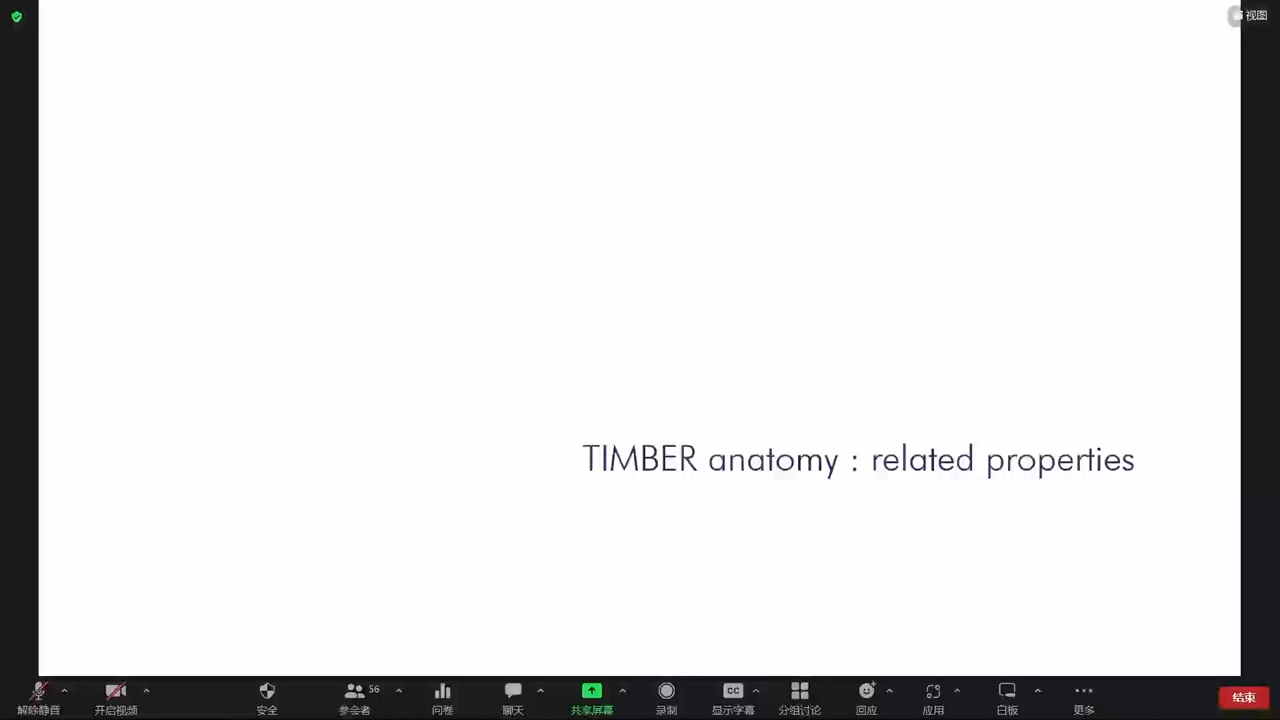 视图
TIMBER anatomy : related properties
56
CC
解除静音
开启视频
安全
参会者
问卷
聊天
共享屏幕
录制
显示字幕
分组讨论
回应
应用
白板
更多
结束